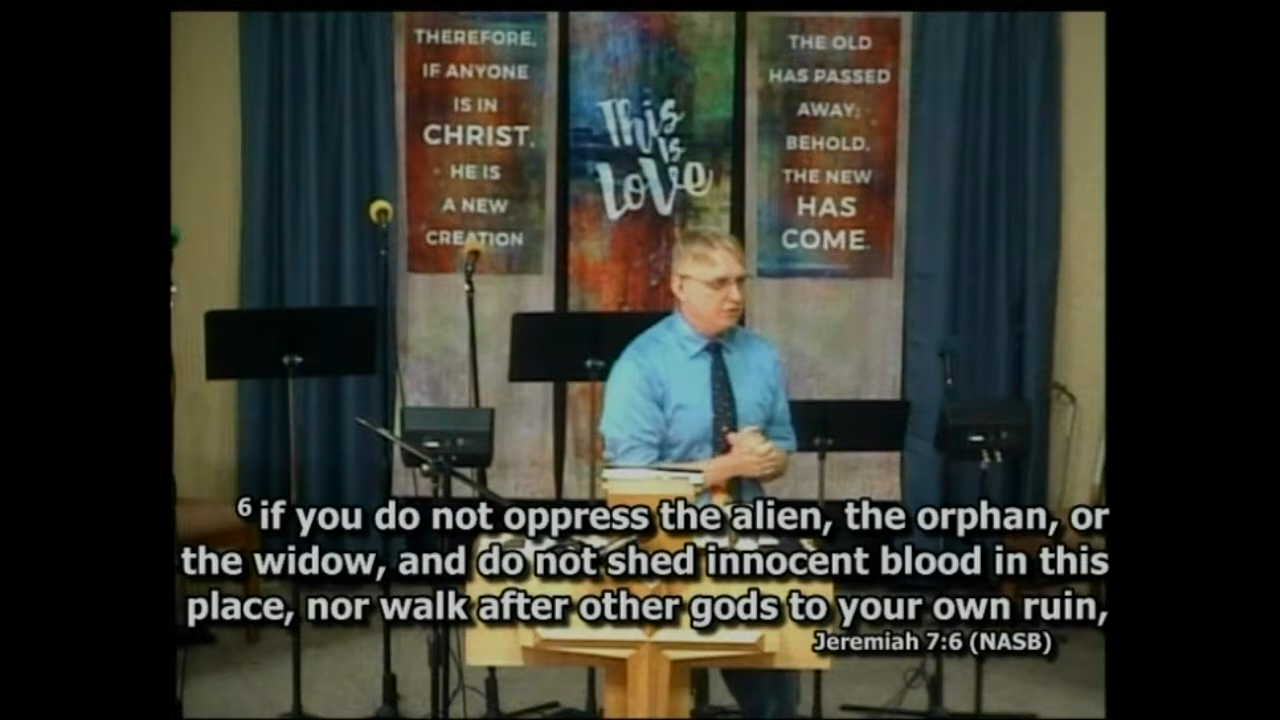 THEREFORE,
IF ANYONE
IS IN
CHRIST.
HE IS
A NEW
CREATION
This
is
Love
THE OLD
HAS PASSED
AWAY;
BEHOLD,
THE NEW
HAS
COME.
6 if you do not oppress the alien, the orphan, or
the widow, and do not shed innocent blood in this
place, nor walk after other gods to your own ruin,
Jeremiah 7:6 (NASB)